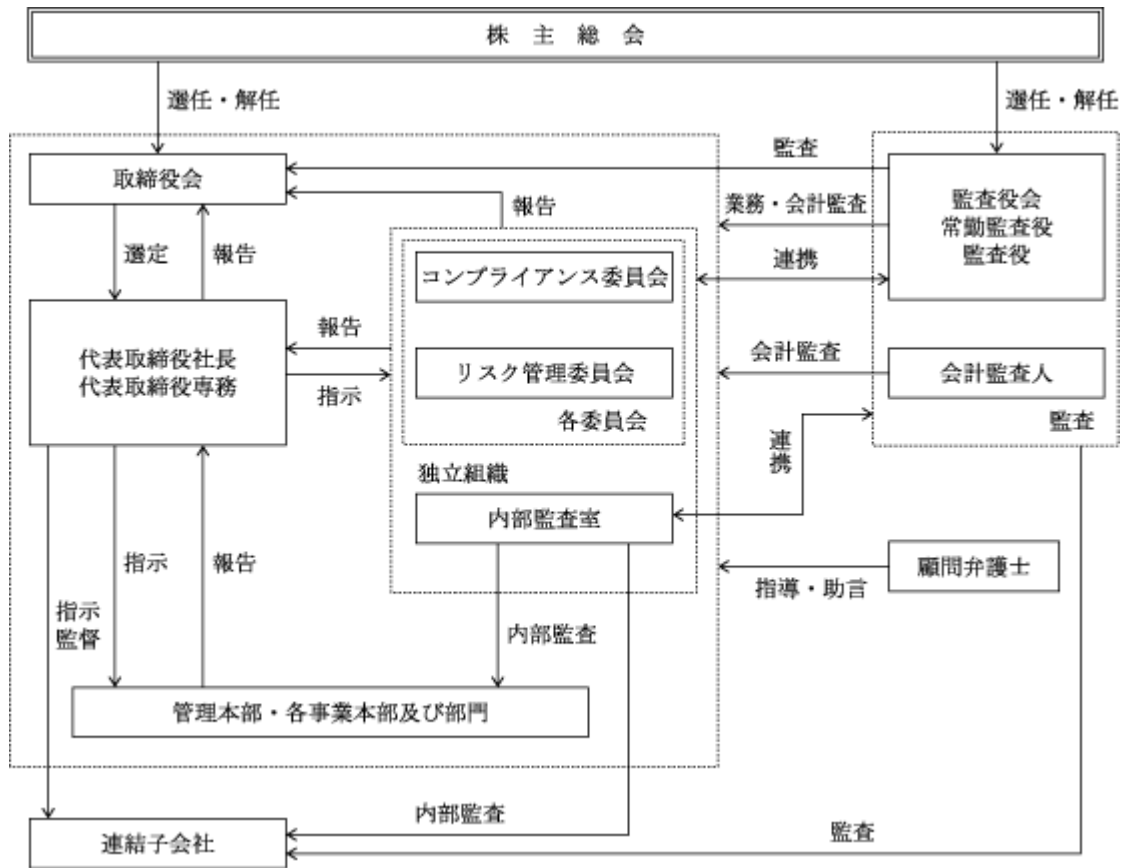 株主総会
選任・解任
選任・解任
取締役会
監査
監査役会
常勤監査役
監査役
報告
業務・会計監査
選定
報告
連携
コンプライアンス委員会
代表取締役社長
代表取締役専務
報告
指示
リスク管理委員会
各委員会
会計監査
会計監査人
監査
連携
独立組織
内部監査室
指示
報告
指示
監督
顧問弁護士
指導・助言
内部監査
管理本部・各事業本部及び部門
内部監査
監査
連結子会社